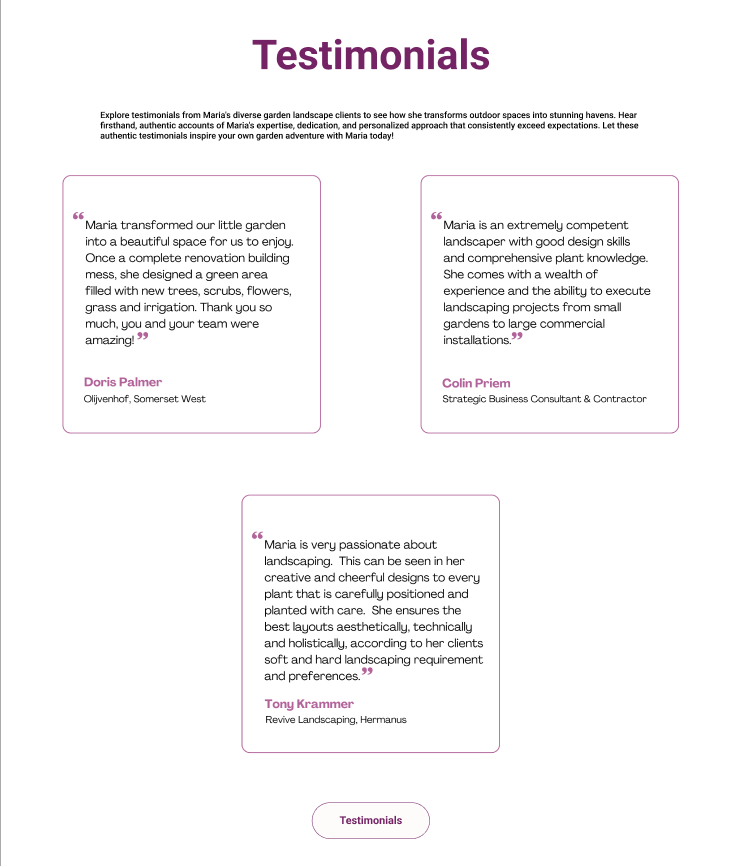 Testimonials
Explore testimonials from Maria's diverse garden landscape clients to see how she transforms outdoor spaces into stunning havens. Hear
firsthand, authentic accounts of Maria's expertise, dedication, and personalized approach that consistently exceed expectations. Let these
authentic testimonials inspire your own garden adventure with Maria today!
“Maria transformed our little garden
into a beautiful space for us to enjoy.
Once a complete renovation building
mess, she designed a green area
filled with new trees, scrubs, flowers,
grass and irrigation. Thank you so
much, you and your team were
amazing!”
Doris Palmer
Olijvenhof, Somerset West
“Maria is an extremely competent
landscaper with good design skills
and comprehensive plant knowledge.
She comes with a wealth of
experience and the ability to execute
landscaping projects from small
gardens to large commercial
installations.”
Colin Priem
Strategic Business Consultant & Contractor
“Maria is very passionate about
landscaping.  This can be seen in her
creative and cheerful designs to every
plant that is carefully positioned and
planted with care.  She ensures the
best layouts aesthetically, technically
and holistically, according to her clients
soft and hard landscaping requirement
and preferences.”
Tony Krammer
Revive Landscaping, Hermanus
Testimonials